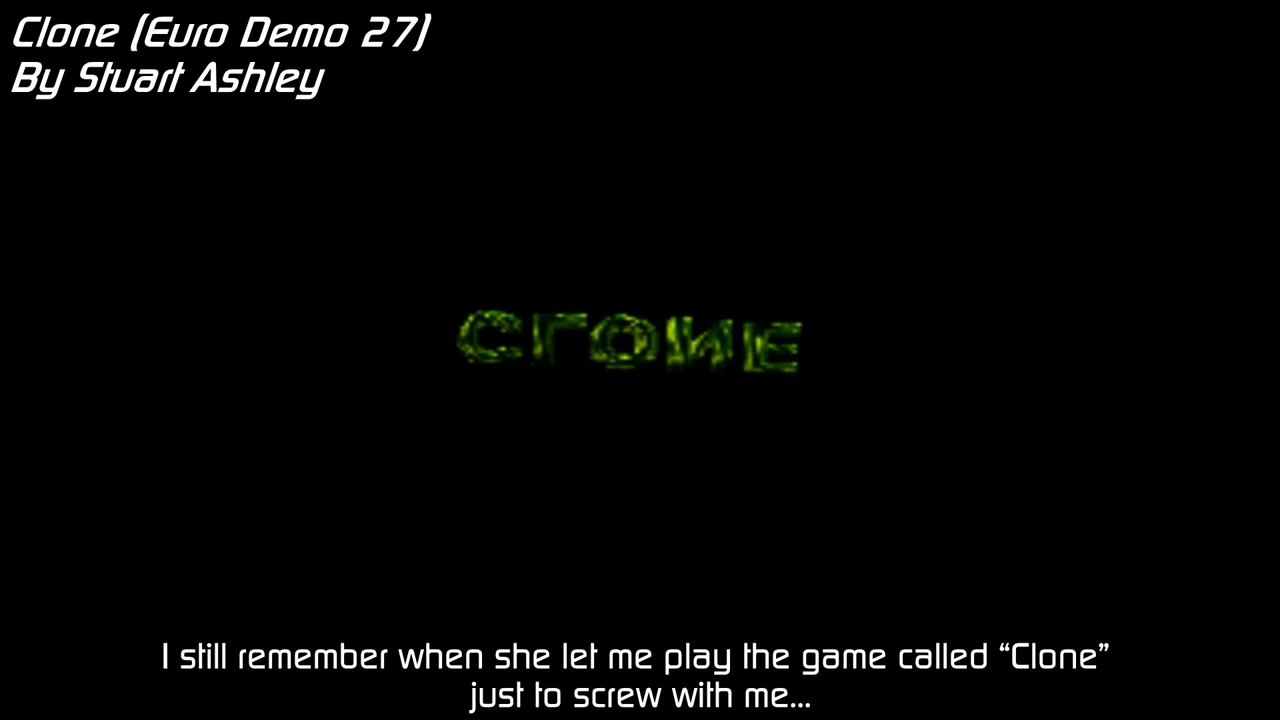 Clone (Euro Demo 27)
By Stuart Ashley
CLONE
I still remember when she let me play the game called “Clone”
just to screw with me...